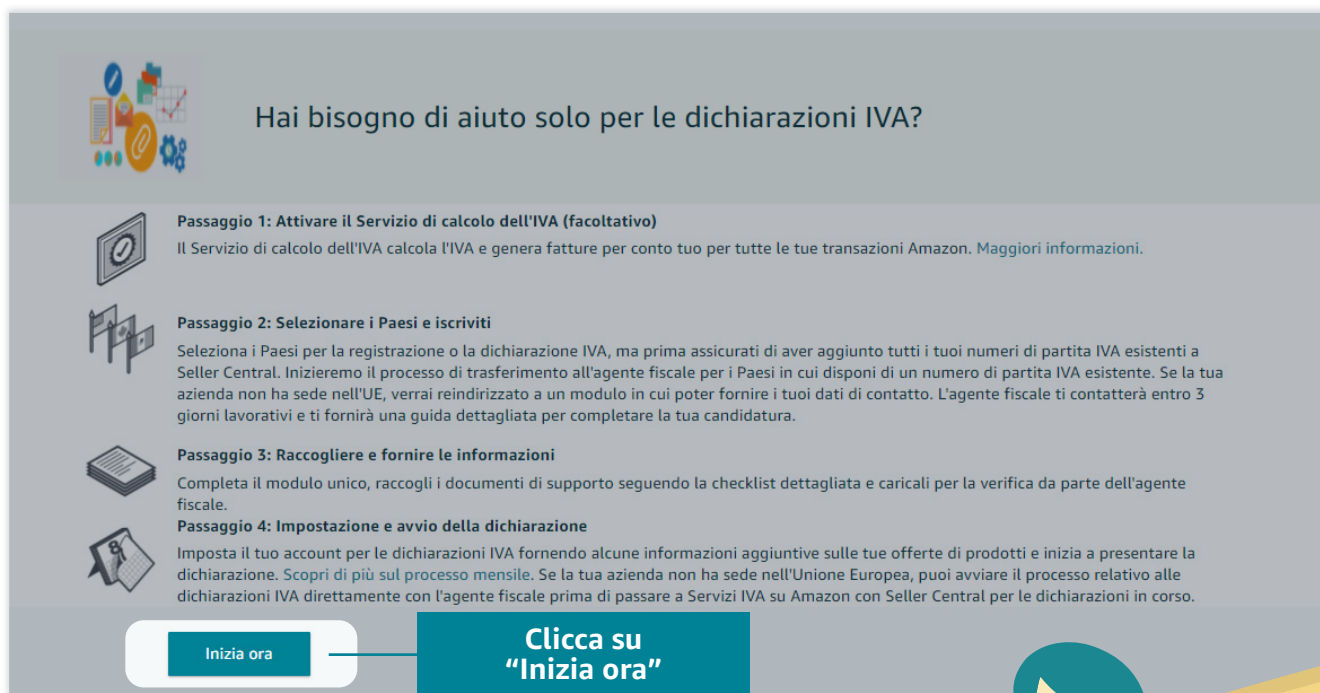 Hai bisogno di aiuto solo per le dichiarazioni IVA?
Passaggio 1: Attivare il Servizio di calcolo dell'IVA (facoltativo)
Il Servizio di calcolo dell'IVA calcola l'IVA e genera fatture per conto tuo per tutte le tue transazioni Amazon. Maggiori informazioni.
Passaggio 2: Selezionare i Paesi e iscriviti
Seleziona i Paesi per la registrazione o la dichiarazione IVA, ma prima assicurati di aver aggiunto tutti i tuoi numeri di partita IVA esistenti a
Seller Central. Inizieremo il processo di trasferimento all'agente fiscale per i Paesi in cui disponi di un numero di partita IVA esistente. Se la tua
azienda non ha sede nell'UE, verrai reindirizzato a un modulo in cui poter fornire i tuoi dati di contatto. L'agente fiscale ti contatterà entro 3
giorni lavorativi e ti fornirà una guida dettagliata per completare la tua candidatura.
Passaggio 3: Raccogliere e fornire le informazioni
Completa il modulo unico, raccogli i documenti di supporto seguendo la checklist dettagliata e caricali per la verifica da parte dell'agente
fiscale.
Passaggio 4: Impostazione e avvio della dichiarazione
Imposta il tuo account per le dichiarazioni IVA fornendo alcune informazioni aggiuntive sulle tue offerte di prodotti e inizia a presentare la
dichiarazione. Scopri di più sul processo mensile. Se la tua azienda non ha sede nell'Unione Europea, puoi avviare il processo relativo alle
dichiarazioni IVA direttamente con l'agente fiscale prima di passare a Servizi IVA su Amazon con Seller Central per le dichiarazioni in corso.
Inizia ora
Clicca su
“Inizia ora”